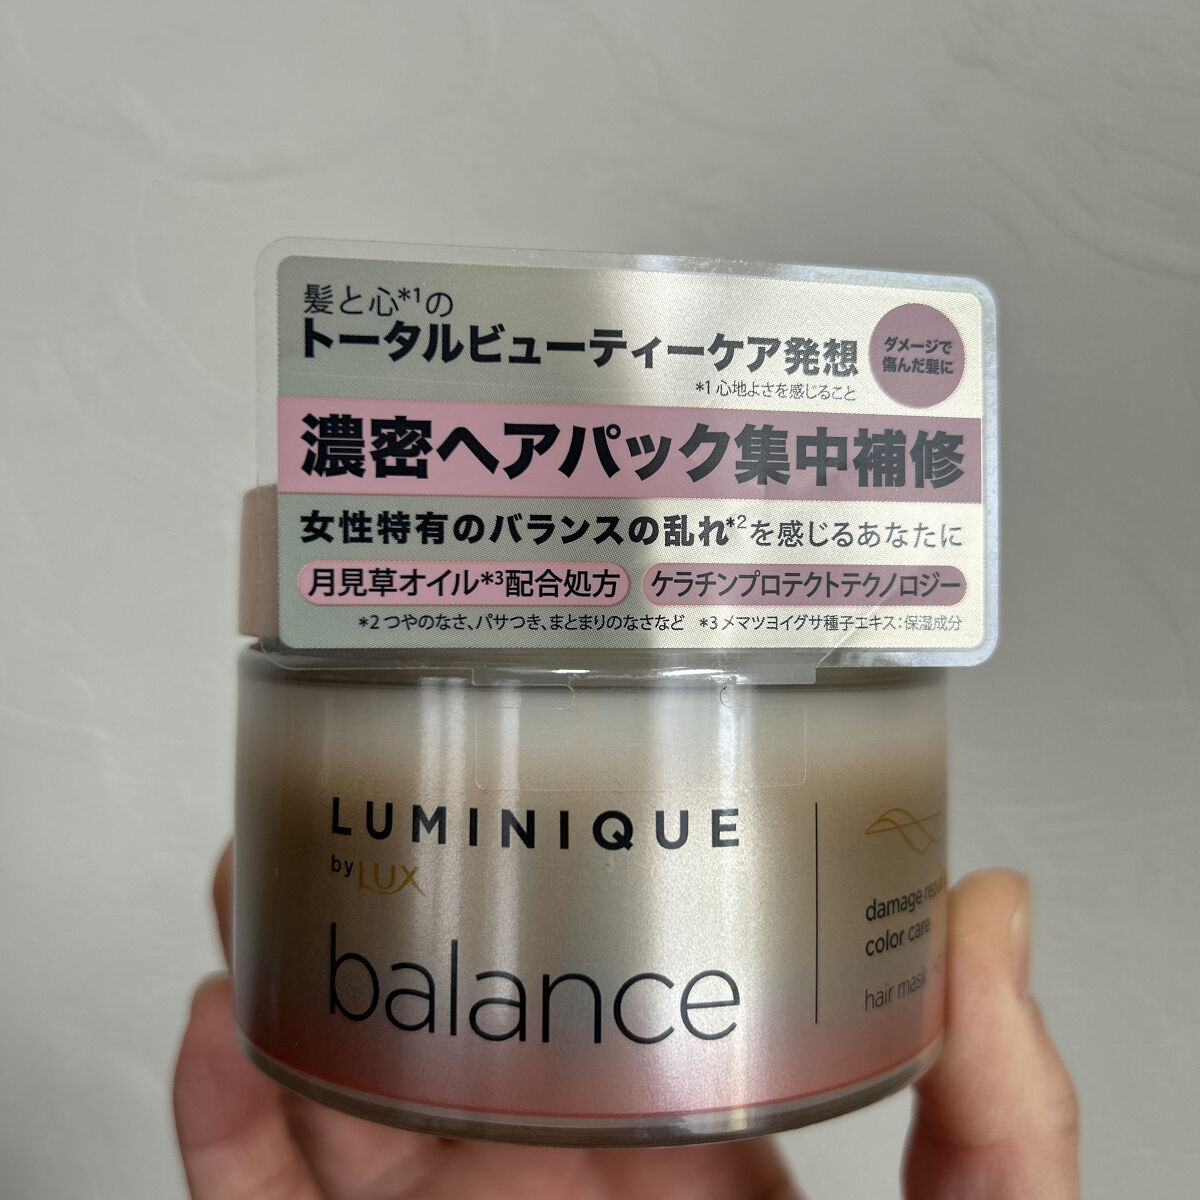 髪と心*1の
トータルビューティーケア発想
*1 心地よさを感じること
ダメージで
傷んだ髪に
濃密ヘアパック集中補修
女性特有のバランスの乱れ*2を感じるあなたに
月見草オイル*3配合処方
ケラチンプロテクトテクノロジー
*2 つやのなさ、パサつき、まとまりのなさなど *3 メマツヨイグサ種子エキス:保湿成分
LUMINIQUE
by LUX
balance
damage
color care
hair mask